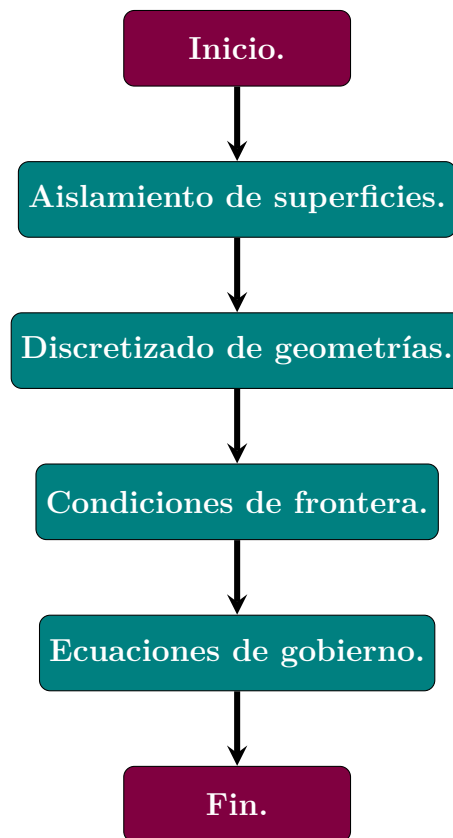 Inicio.
Aislamiento de superficies.
Discretizado de geometrías.
Condiciones de frontera.
Ecuaciones de gobierno.
Fin.